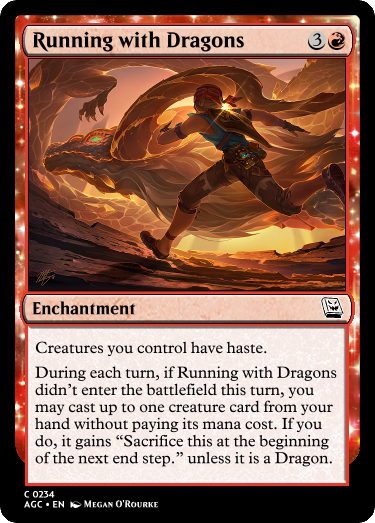 Running with Dragons 3
Enchantment
Creatures you control have haste.
During each turn, if Running with Dragons
didn't enter the battlefield this turn, you
may cast up to one creature card from your
hand without paying its mana cost. If you
do, it gains “Sacrifice this at the beginning
of the next end step.” unless it is a Dragon.
C 0234
AGC • EN Megan O'Rourke